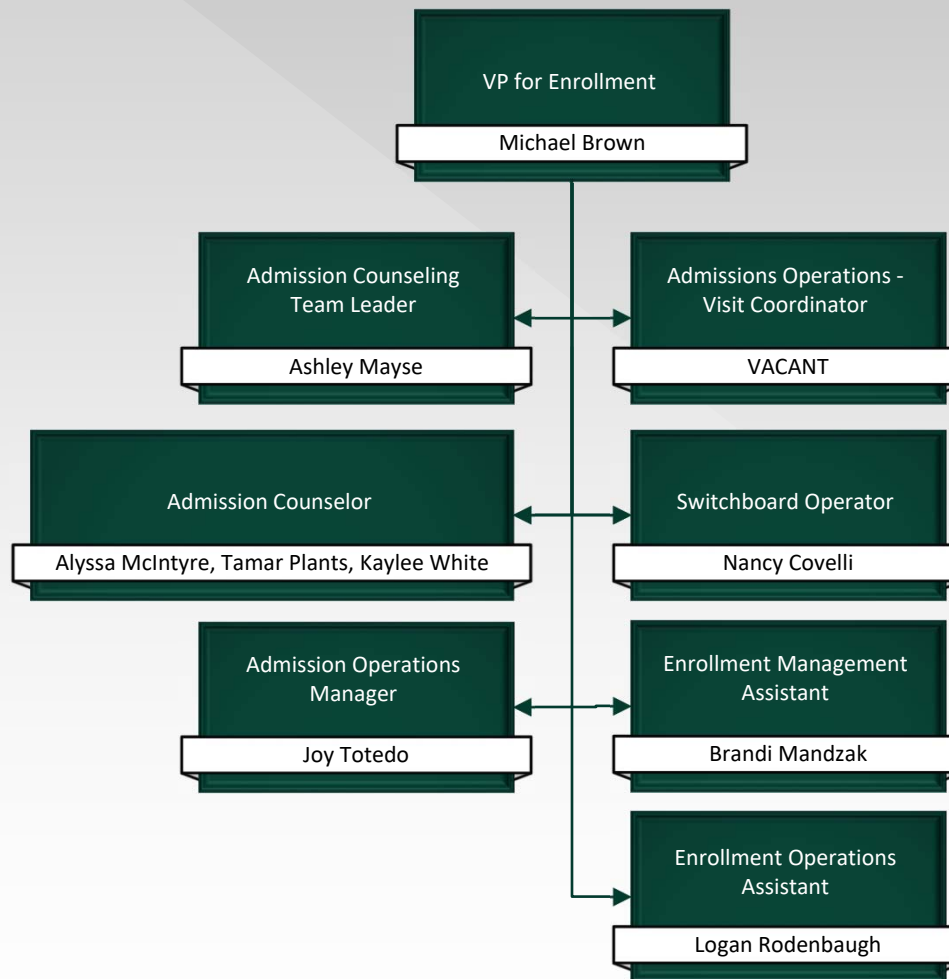 VP for Enrollment
Michael Brown
Admission Counseling
Team Leader
Ashley Mayse
Admissions Operations -
Visit Coordinator
VACANT
Admission Counselor
Alyssa McIntyre, Tamar Plants, Kaylee White
Switchboard Operator
Nancy Covelli
Admission Operations
Manager
Joy Totedo
Enrollment Management
Assistant
Brandi Mandzak
Enrollment Operations
Assistant
Logan Rodenbaugh